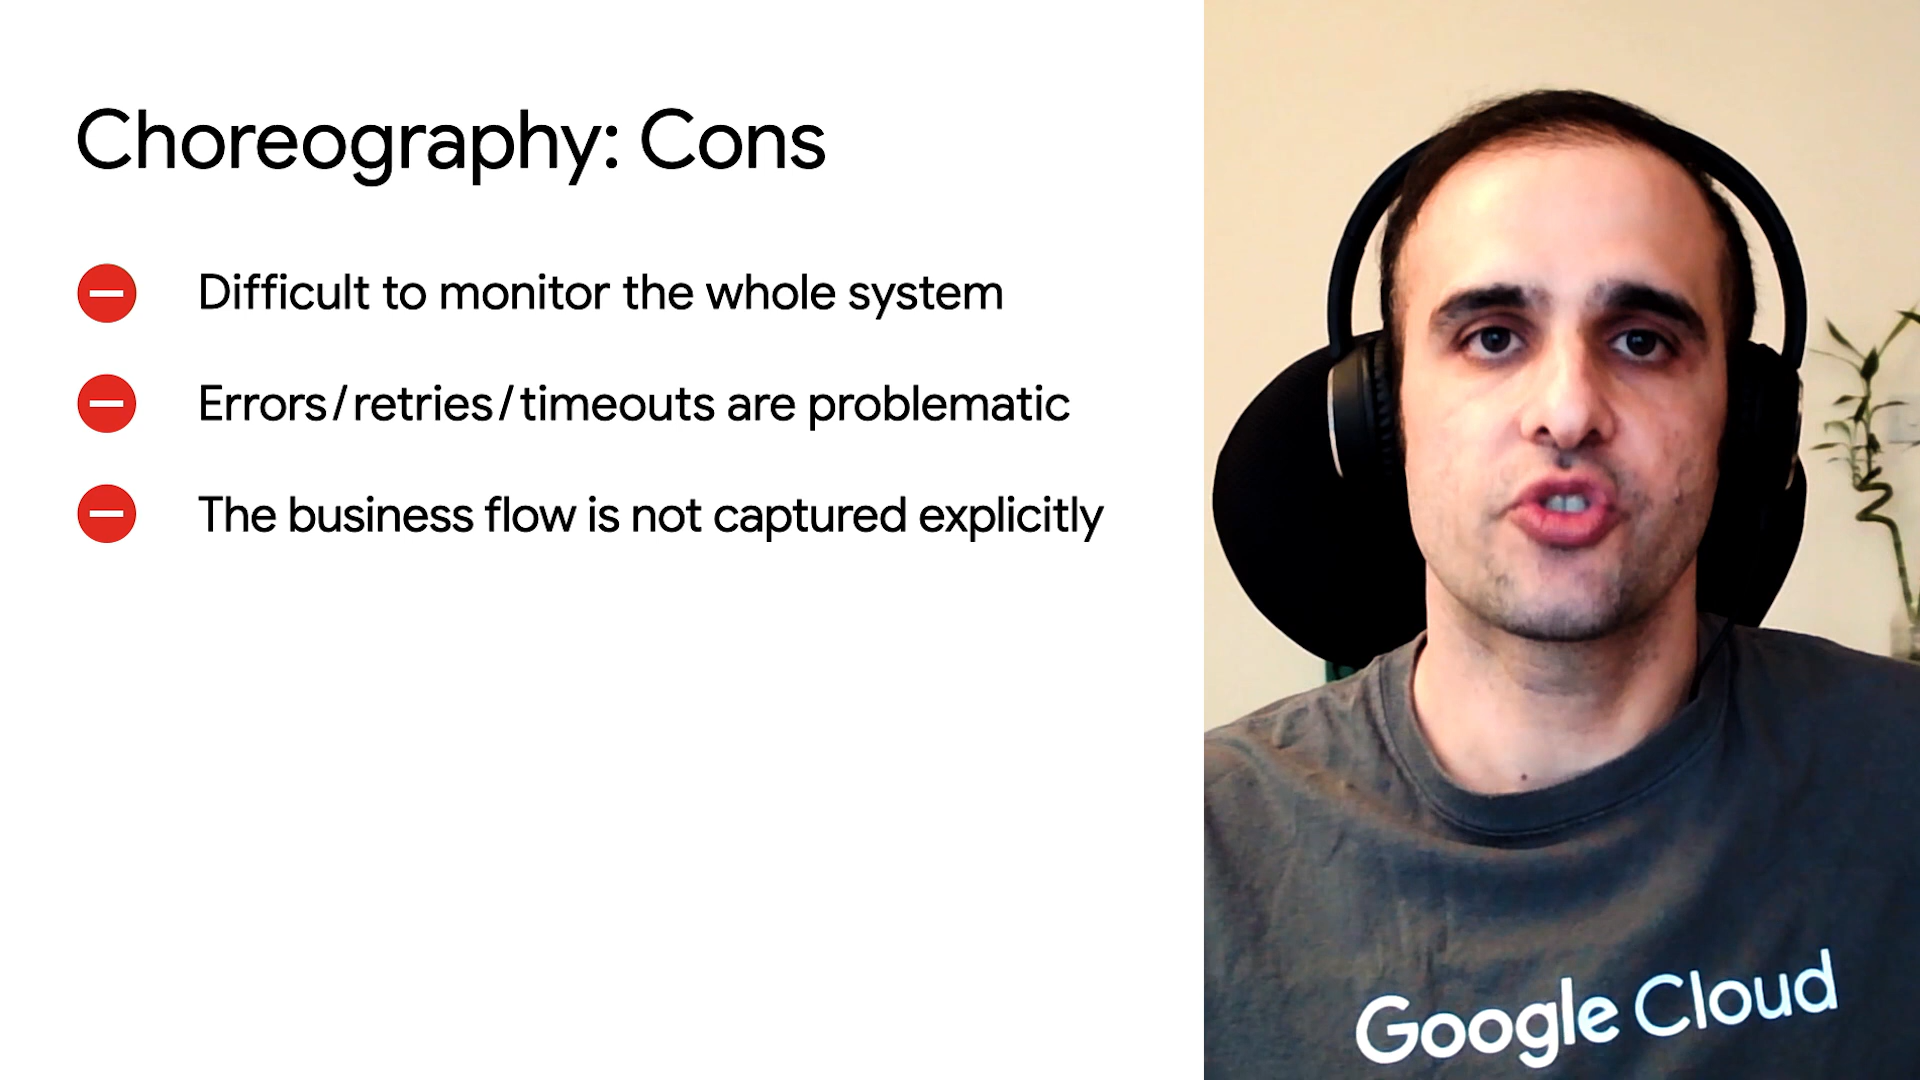 Choreography: Cons
Difficult to monitor the whole system
Errors/retries/timeouts are problematic
The business flow is not captured explicitly
Google Cloud